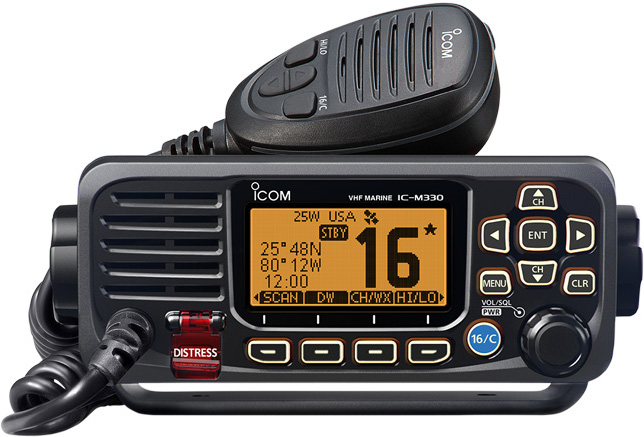 ICOM
HI/LO
16/C
ICOM
VHF MARINE IC-M330
25W USA
STBY
16★
25°48N
80°12W
12:00
SCAN DW CH/WX HI/LO
CH
ENT
CH
MENU
CLR
VOL/SQL
PWR
16/C
DISTRESS